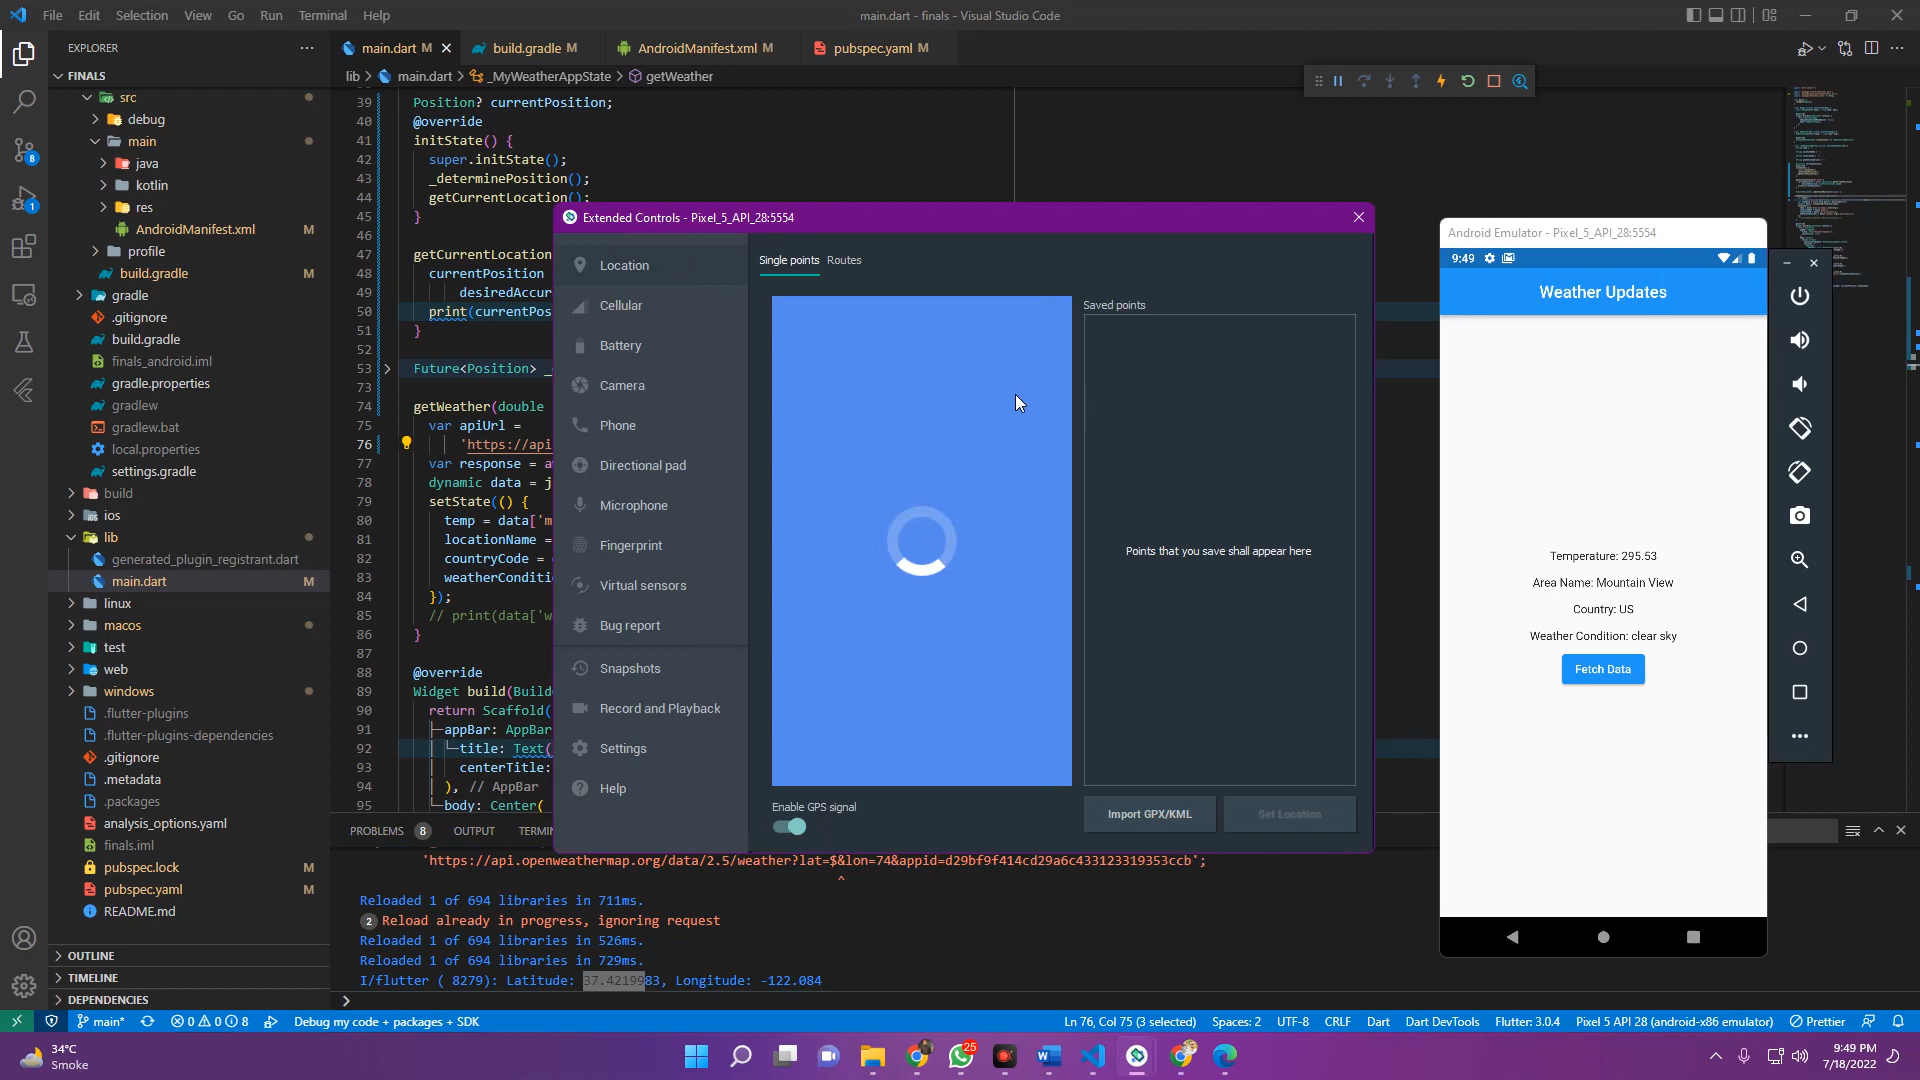 File Edit Selection View Go Run Terminal Help
main.dart - finals - Visual Studio Code
EXPLORER
FINALS
src
debug
main
java
kotlin
res
AndroidManifest.xml M
profile
build.gradle M
gradle
.gitignore
build.gradle
finals_android.iml
gradle.properties
gradlew
gradlew.bat
local.properties
settings.gradle
build
ios
lib
generated_plugin_registrant.dart
main.dart M
linux
macos
test
web
windows
.flutter-plugins
.flutter-plugins-dependencies
.gitignore
.metadata
.packages
analysis_options.yaml
finals.iml
pubspec.lock M
pubspec.yaml M
README.md
OUTLINE
TIMELINE
DEPENDENCIES
8
1
main.dart M
build.gradle M
AndroidManifest.xml M
pubspec.yaml M
lib > main.dart > _MyWeatherAppState > getWeather
39 Position? currentPosition;
40 @override
41 initState() {
42 super.initState();
43 _determinePosition();
44 getCurrentLocation();
45 }
46
47 getCurrentLocation
48 currentPosition
49 desiredAccur
50 print(currentPos
51 }
52
53 Future<Position> _
73
74 getWeather(double
75 var apiUrl =
76 'https://api
77 var response = a
78 dynamic data = j
79 setState(() {
80 temp = data['m
81 locationName =
82 countryCode =
83 weatherConditi
84 });
85 // print(data['w
86 }
87
88 @override
89 Widget build(Build
90 return Scaffold(
91 appBar: AppBar
92 title: Text(
93 centerTitle:
94 ), // AppBar
95 body: Center(
Extended Controls - Pixel_5_API_28:5554
Location
Cellular
Battery
Camera
Phone
Directional pad
Microphone
Fingerprint
Virtual sensors
Bug report
Snapshots
Record and Playback
Settings
Help
Single points Routes
Saved points
Points that you save shall appear here
Enable GPS signal
Import GPX/KML
Set Location
Android Emulator - Pixel_5_API_28:5554
9:49
Weather Updates
Temperature: 295.53
Area Name: Mountain View
Country: US
Weather Condition: clear sky
Fetch Data
PROBLEMS 8 OUTPUT TERMIN
'https://api.openweathermap.org/data/2.5/weather?lat=$&lon=74&appid=d29bf9f414cd29a6c433123319353ccb';
^
Reloaded 1 of 694 libraries in 711ms.
2 Reload already in progress, ignoring request
Reloaded 1 of 694 libraries in 526ms.
Reloaded 1 of 694 libraries in 729ms.
I/flutter ( 8279): Latitude: 37.4219983, Longitude: -122.084
main* 0 0 8 Debug my code + packages + SDK
Ln 76, Col 75 (3 selected) Spaces: 2 UTF-8 CRLF Dart Dart DevTools Flutter: 3.0.4 Pixel 5 API 28 (android-x86 emulator) Prettier
34°C
Smoke
25
9:49 PM
7/18/2022